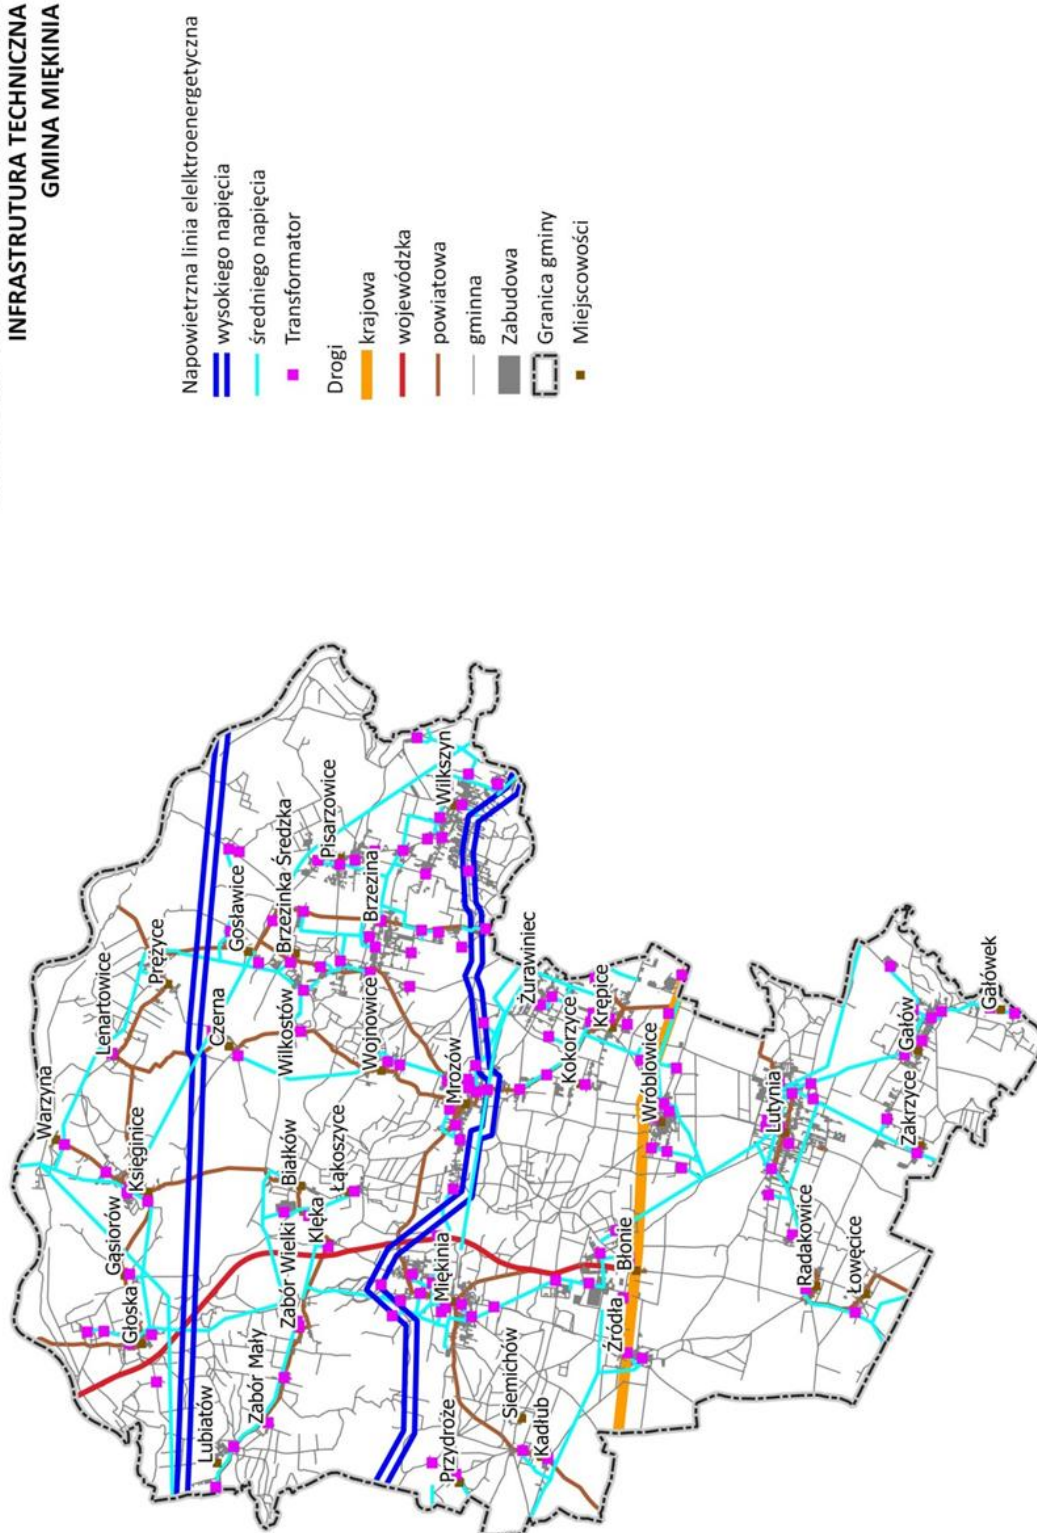 INFRASTRUTURA TECHNICZNA
GMINA MIĘKINIA
Napowietrzna linia elelktroenergetyczna
wysokiego napięcia
średniego napięcia
Transformator
Drogi
krajowa
wojewódzka
powiatowa
gminna
Zabudowa
Granica gminy
Miejscowości
Warzyna
Lenartowice
Prężyce
Księginice
Gąsiorów
Głoska
Lubiatów
Zabór Mały
Zabór Wielki
Klęka
Białków
Łąkoszyce
Czerna
Wilkostów
Gosławice
Brzezinka Średzka
Pisarzowice
Brzezina
Wojnowice
Wilkszyn
Mrozów
Miękinia
Przydroże
Siemichów
Kadłub
Żurawiniec
Kokorzyce
Krępice
Wróblowice
Błonie
Źródła
Lutynia
Radakowice
Łowęcice
Zakrzyce
Gałów
Gałówek